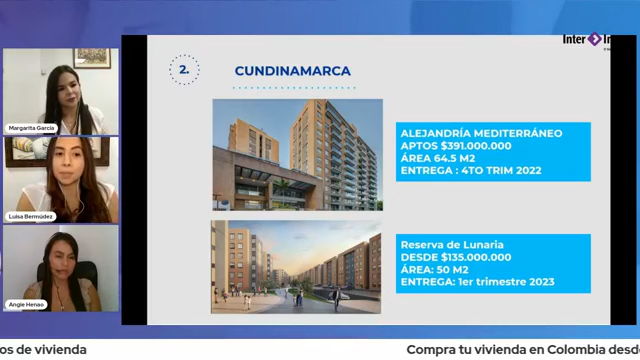 Inter
2.
CUNDINAMARCA
Margarita García
Luisa Bermúdez
Angie Henao
ALEJANDRÍA MEDITERRÁNEO
APTOS $391.000.000
ÁREA 64.5 M2
ENTREGA : 4TO TRIM 2022
Reserva de Lunaria
DESDE $135.000.000
ÁREA: 50 M2
ENTREGA: 1er trimestre 2023
os de vivienda
Compra tu vivienda en Colombia desd